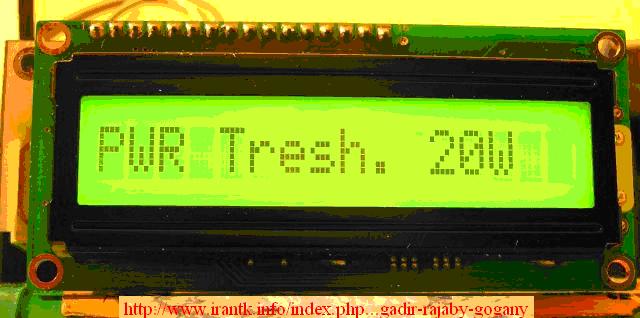 PWR Tresh. 20W
http://www.irantk.info/index.php...gadir-rajaby-gogany